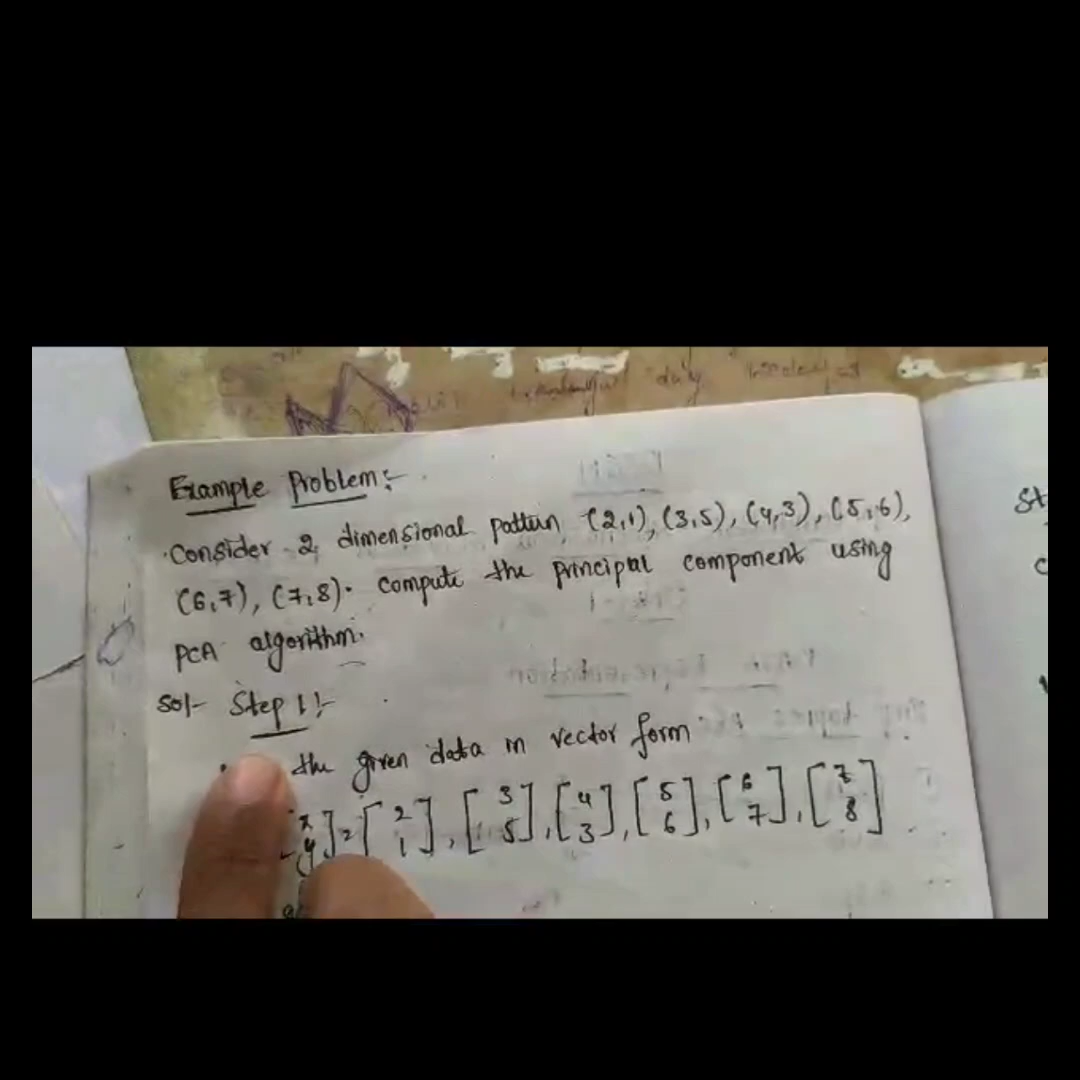 Example Problem:-
Consider 2 dimensional pattern (2,1), (3,5), (4,3), (5,6),
(6,7), (7,8). compute the principal component using
PCA algorithm.
Sol- Step 1:-
the given data in vector form
[x y] = [2 1], [3 5], [4 3], [5 6], [6 7], [7 8]
St